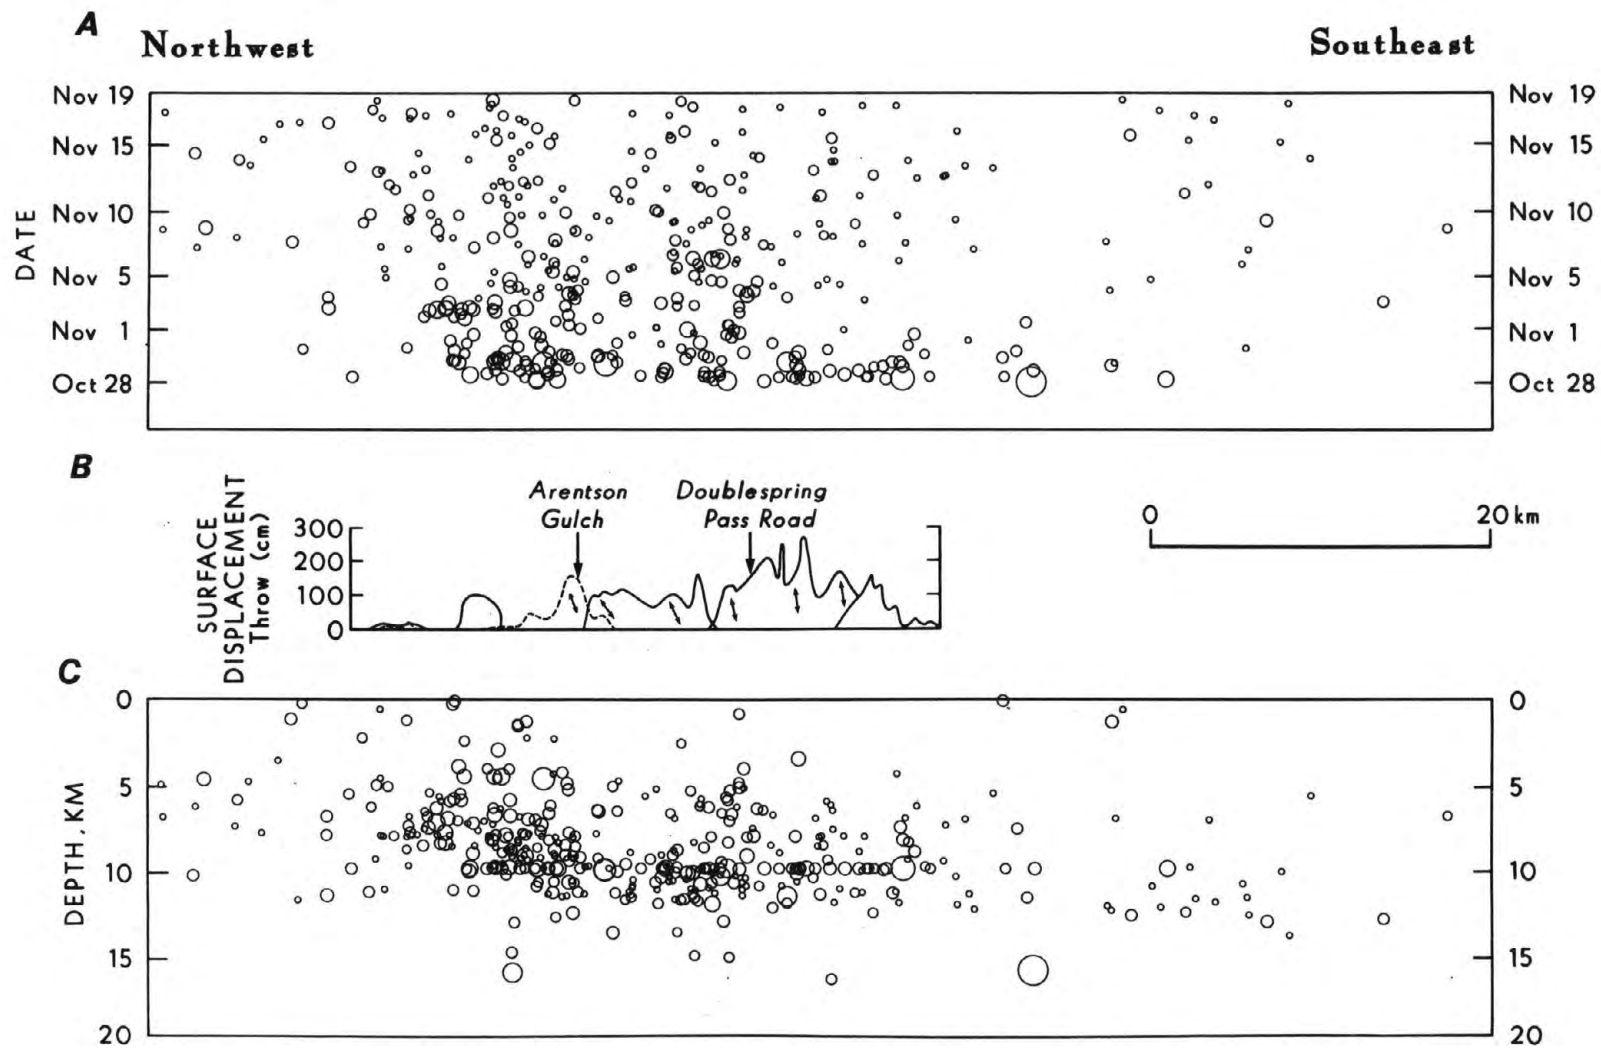 A
Northwest
Southeast
Nov 19
Nov 15
Nov 10
Nov 5
Nov 1
Oct 28
DATE
Nov 19
Nov 15
Nov 10
Nov 5
Nov 1
Oct 28
B
SURFACE
DISPLACEMENT
Throw (cm)
300
200
100
0
Arentson
Gulch
Doublespring
Pass Road
0
20 km
C
DEPTH, KM
0
5
10
15
20
0
5
10
15
20